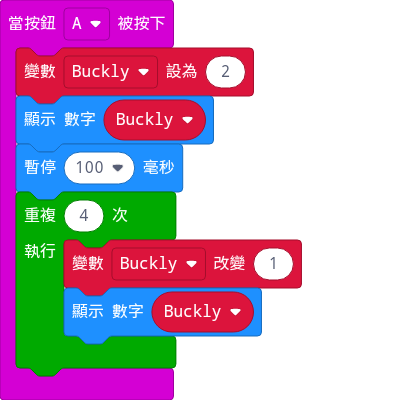 當按鈕 A 被按下
變數 Buckly 設為 2
顯示 數字 Buckly
暫停 100 毫秒
重複 4 次
執行
變數 Buckly 改變 1
顯示 數字 Buckly